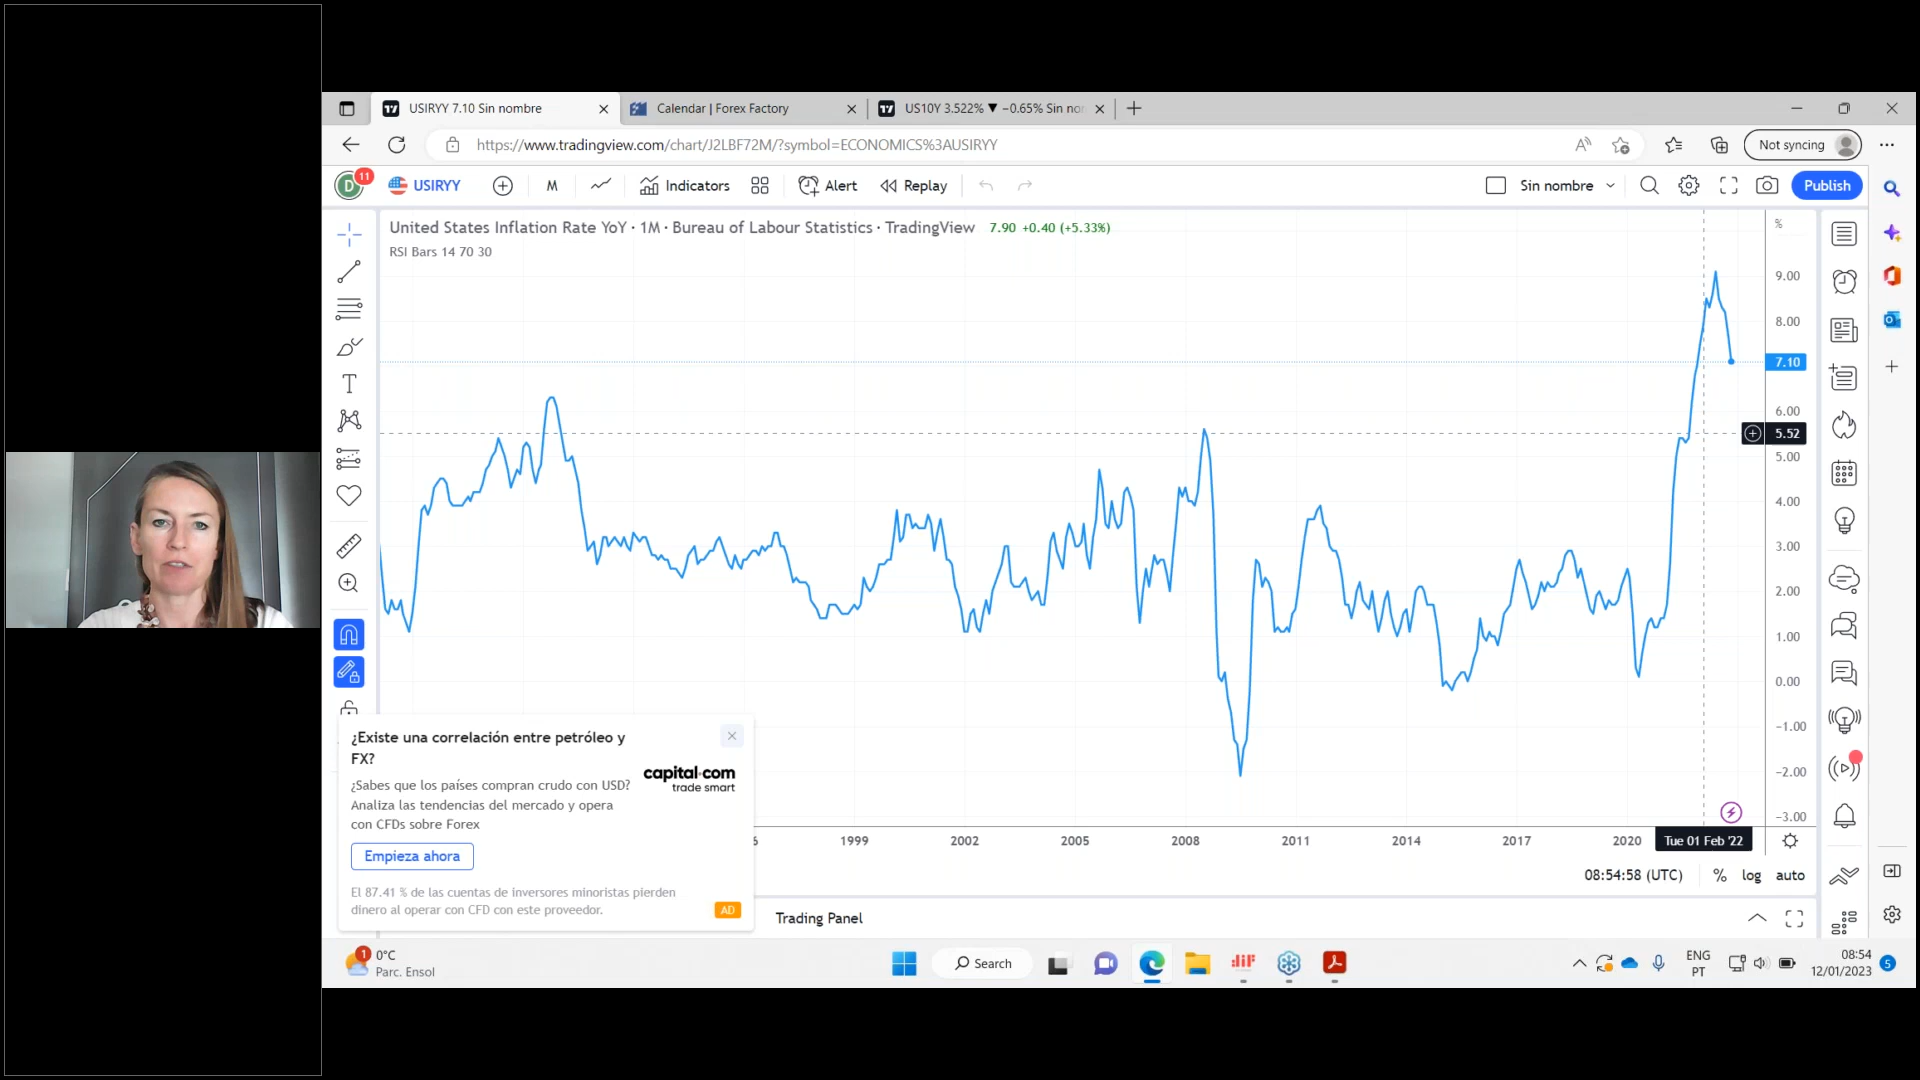 USIRYY 7.10 Sin nombre
Calendar | Forex Factory
US10Y 3.522% ▼ −0.65% Sin nor
https://www.tradingview.com/chart/J2LBF72M/?symbol=ECONOMICS%3AUSIRYY
Not syncing
D
11
USIRYY
M
Indicators
Alert
Replay
Sin nombre
Publish
United States Inflation Rate YoY · 1M · Bureau of Labour Statistics · TradingView 7.90 +0.40 (+5.33%)
RSI Bars 14 70 30
%
9.00
8.00
7.10
6.00
5.52
5.00
4.00
3.00
2.00
1.00
0.00
−1.00
−2.00
−3.00
¿Existe una correlación entre petróleo y
FX?
¿Sabes que los países compran crudo con USD?
Analiza las tendencias del mercado y opera
con CFDs sobre Forex
capital.com
trade smart
Empieza ahora
El 87.41 % de las cuentas de inversores minoristas pierden
dinero al operar con CFD con este proveedor.
AD
6
1999
2002
2005
2008
2011
2014
2017
2020
Tue 01 Feb '22
08:54:58 (UTC)
%
log
auto
Trading Panel
1
0°C
Parc. Ensol
Search
ENG
PT
08:54
12/01/2023
5